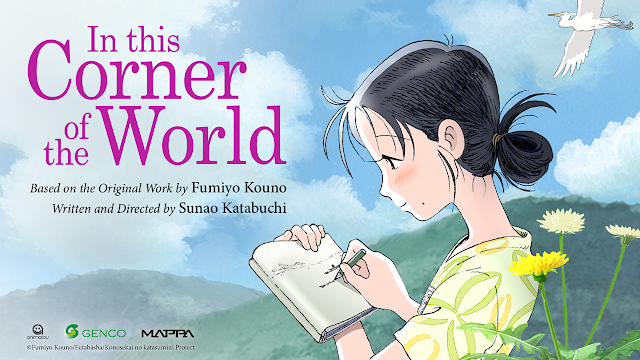 In this
Corner
of
the World
Based on the Original Work by Fumiyo Kouno
Written and Directed by Sunao Katabuchi
animatsu GENCO MAPPA
©Fumiyo Kouno/Futabasha/Konosekai no katasumini Project